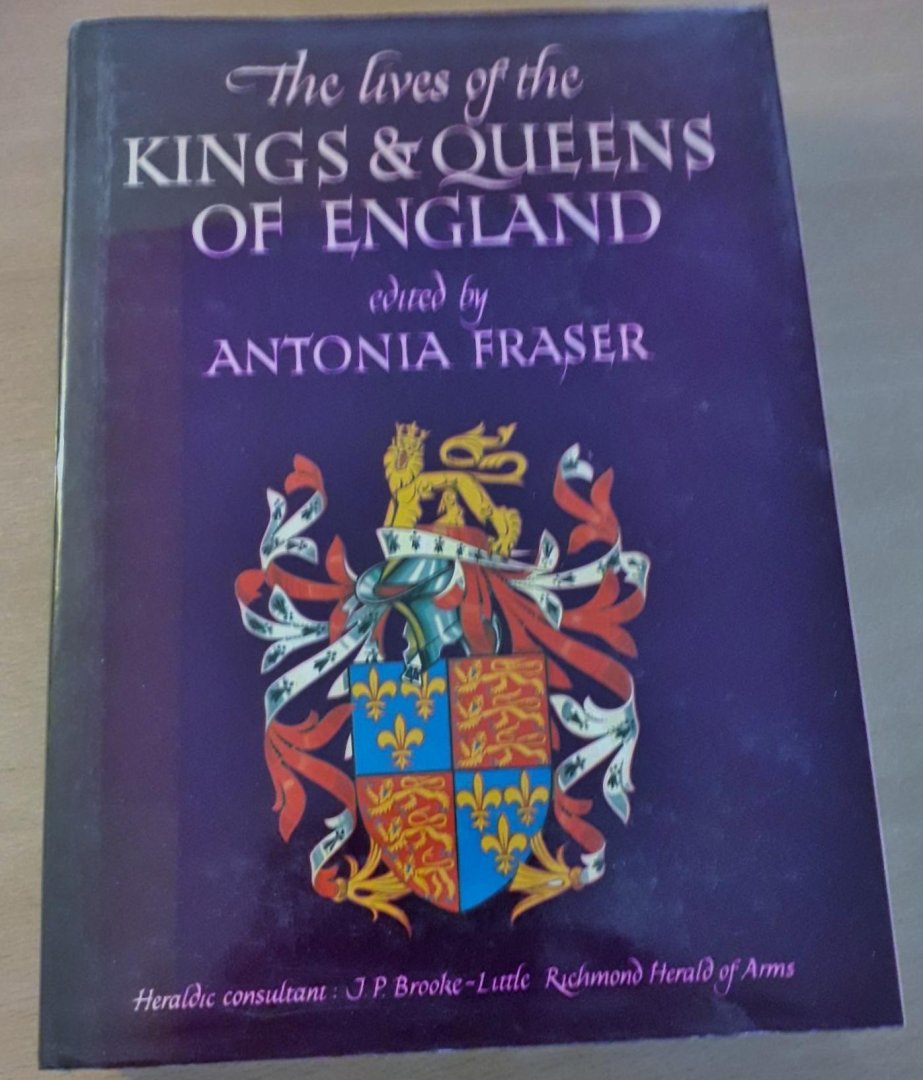 The lives of the
KINGS & QUEENS
OF ENGLAND
edited by
ANTONIA FRASER
Heraldic consultant: J. P. Brooke-Little Richmond Herald of Arms